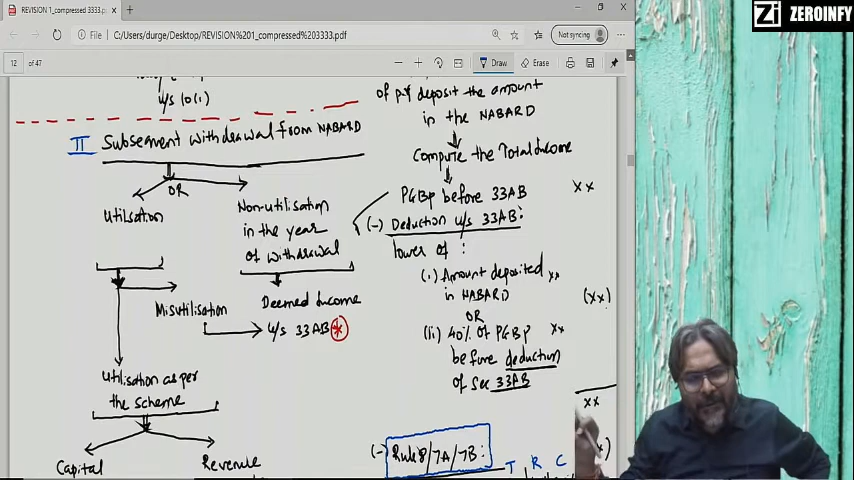 REVISION 1_compressed 3333.pdf
File
C:/Users/durge/Desktop/REVISION%201_compressed%203333.pdf
Not syncing
12 of 47
Draw
Erase
ZEROINFY
u/s 10(1)
II Subsequent withdrawal from NABARD
OR
Utilisation
Non-utilisation
in the year
of withdrawal
Misutilisation
Deemed Income
u/s 33AB *
Utilisation as per
the scheme
Capital
Revenue
of PY deposit the amount
in the NABARD
Compute the Total Income
PGBP before 33AB xx
(-) Deduction u/s 33AB:
lower of :
(i) Amount deposited xx
in NABARD
(xx)
OR
(ii) 40% of PGBP xx
before deduction
of Sec 33AB
xx
(-) Rule 8/7A/7B:
T R C